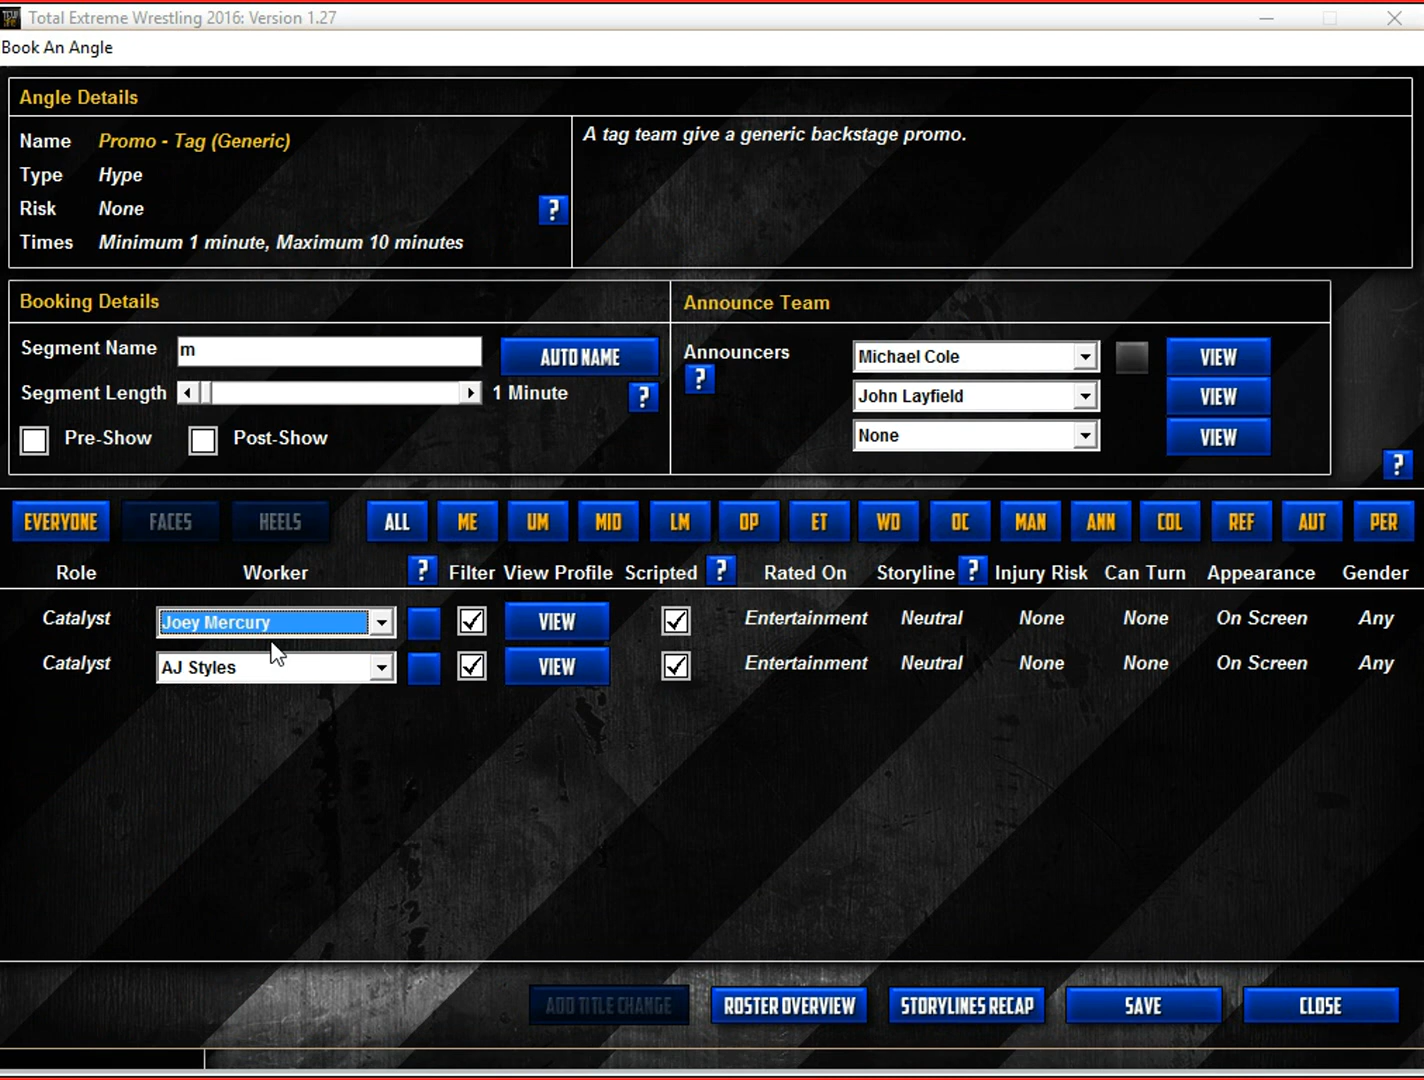 Total Extreme Wrestling 2016: Version 1.27
Book An Angle
Angle Details
Name Promo - Tag (Generic)
Type Hype
Risk None
?
Times Minimum 1 minute, Maximum 10 minutes
A tag team give a generic backstage promo.
Booking Details
Segment Name m AUTO NAME
Segment Length 1 Minute ?
Pre-Show Post-Show
Announce Team
Announcers Michael Cole VIEW
? John Layfield VIEW
None VIEW
?
EVERYONE FACES HEELS ALL ME UM MID LM OP ET WO OC MAN ANN COL REF AUT PER
Role Worker ? Filter View Profile Scripted ? Rated On Storyline ? Injury Risk Can Turn Appearance Gender
Catalyst Joey Mercury VIEW Entertainment Neutral None None On Screen Any
Catalyst AJ Styles VIEW Entertainment Neutral None None On Screen Any
ADD TITLE CHANGE ROSTER OVERVIEW STORYLINES RECAP SAVE CLOSE